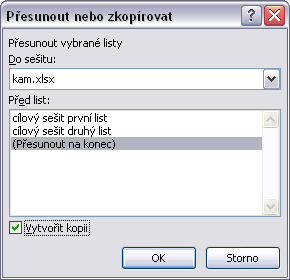 Přesunout nebo zkopírovat
Přesunout vybrané listy
Do sešitu:
kam.xlsx
Před list:
cílový sešit první list
cílový sešit druhý list
(Přesunout na konec)
Vytvořit kopii
OK
Storno